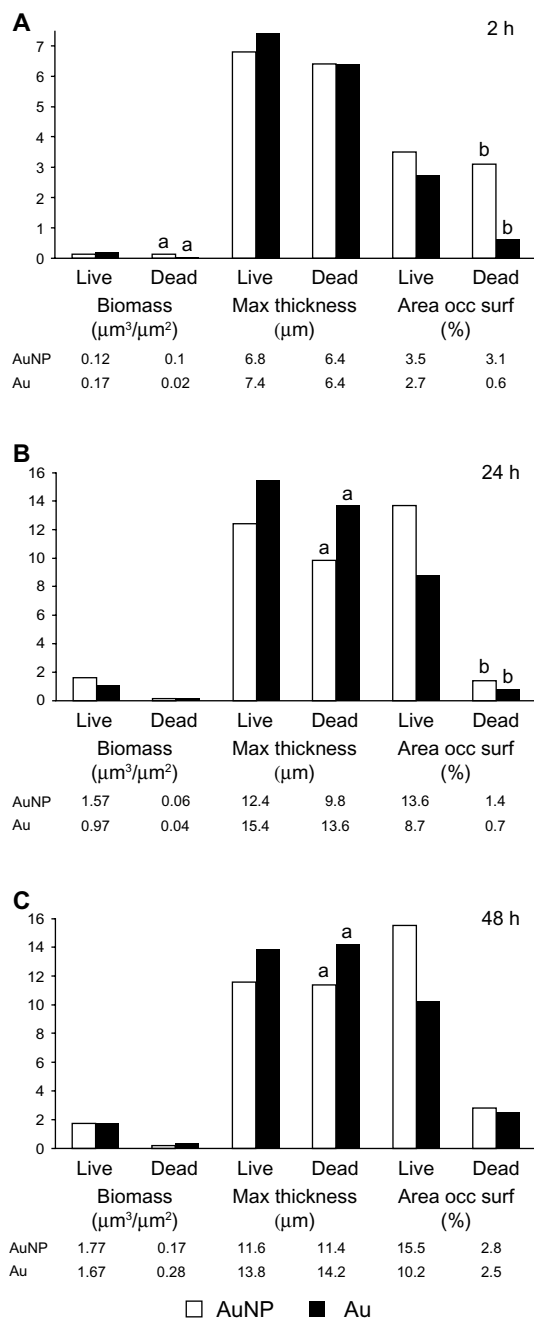 A
2 h
7
6
5
4
3
2
1
0
a a
b
b
Live Dead Live Dead Live Dead
Biomass Max thickness Area occ surf
(μm³/μm²) (μm) (%)
AuNP 0.12 0.1 6.8 6.4 3.5 3.1
Au 0.17 0.02 7.4 6.4 2.7 0.6
B
24 h
16
14
12
10
8
6
4
2
0
a
a
b b
Live Dead Live Dead Live Dead
Biomass Max thickness Area occ surf
(μm³/μm²) (μm) (%)
AuNP 1.57 0.06 12.4 9.8 13.6 1.4
Au 0.97 0.04 15.4 13.6 8.7 0.7
C
48 h
16
14
12
10
8
6
4
2
0
a
a
Live Dead Live Dead Live Dead
Biomass Max thickness Area occ surf
(μm³/μm²) (μm) (%)
AuNP 1.77 0.17 11.6 11.4 15.5 2.8
Au 1.67 0.28 13.8 14.2 10.2 2.5
AuNP Au